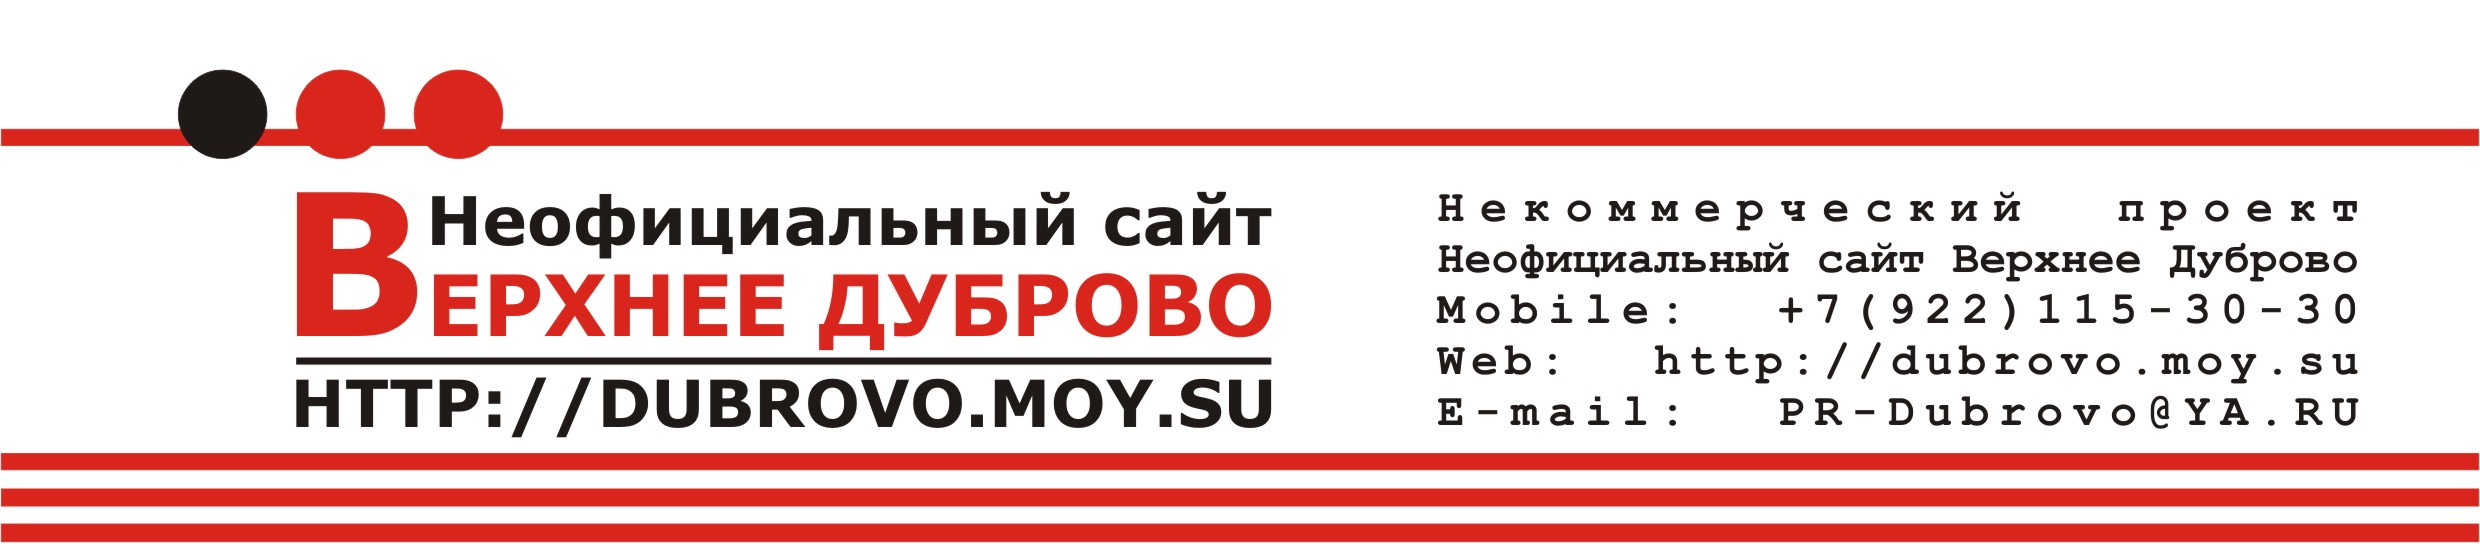 Неофициальный сайт
ВЕРХНЕЕ ДУБРОВО
HTTP://DUBROVO.MOY.SU
Некоммерческий проект
Неофициальный сайт Верхнее Дуброво
Mobile: +7(922)115-30-30
Web: http://dubrovo.moy.su
E-mail: PR-Dubrovo@YA.RU